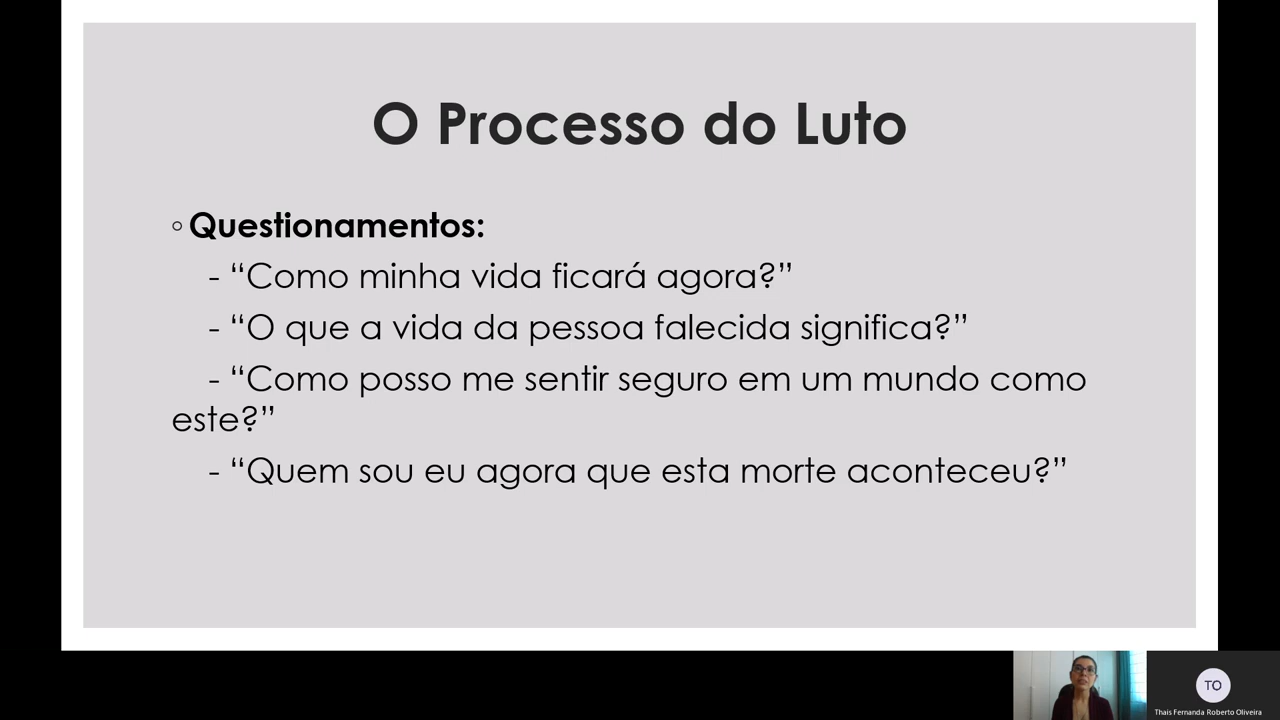 O Processo do Luto
◦ Questionamentos:
- “Como minha vida ficará agora?”
- “O que a vida da pessoa falecida significa?”
- “Como posso me sentir seguro em um mundo como
este?”
- “Quem sou eu agora que esta morte aconteceu?”
TO
Thais Fernanda Roberto Oliveira